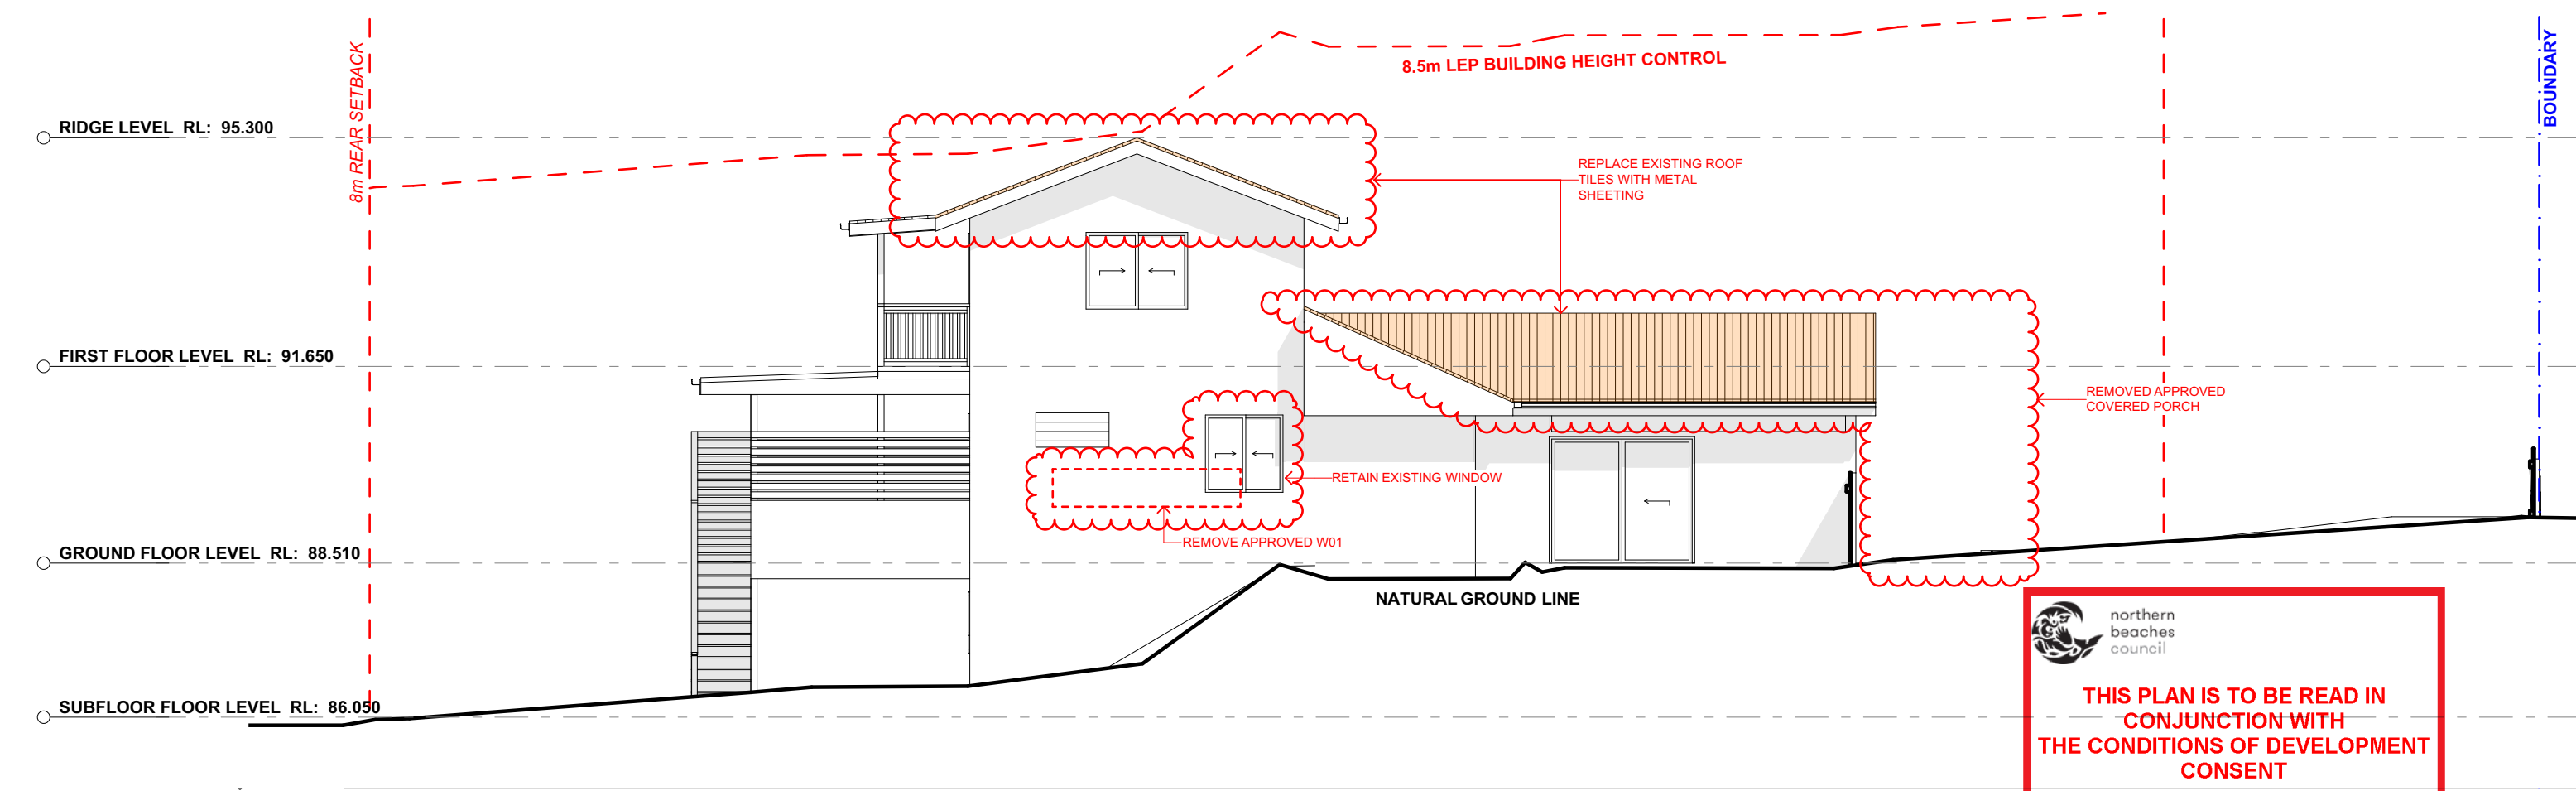 8m REAR SETBACK
8.5m LEP BUILDING HEIGHT CONTROL
BOUNDARY
RIDGE LEVEL RL: 95.300
REPLACE EXISTING ROOF
TILES WITH METAL
SHEETING
FIRST FLOOR LEVEL RL: 91.650
REMOVED APPROVED
COVERED PORCH
RETAIN EXISTING WINDOW
REMOVE APPROVED W01
GROUND FLOOR LEVEL RL: 88.510
NATURAL GROUND LINE
SUBFLOOR FLOOR LEVEL RL: 86.050
northern
beaches
council
THIS PLAN IS TO BE READ IN
CONJUNCTION WITH
THE CONDITIONS OF DEVELOPMENT
CONSENT